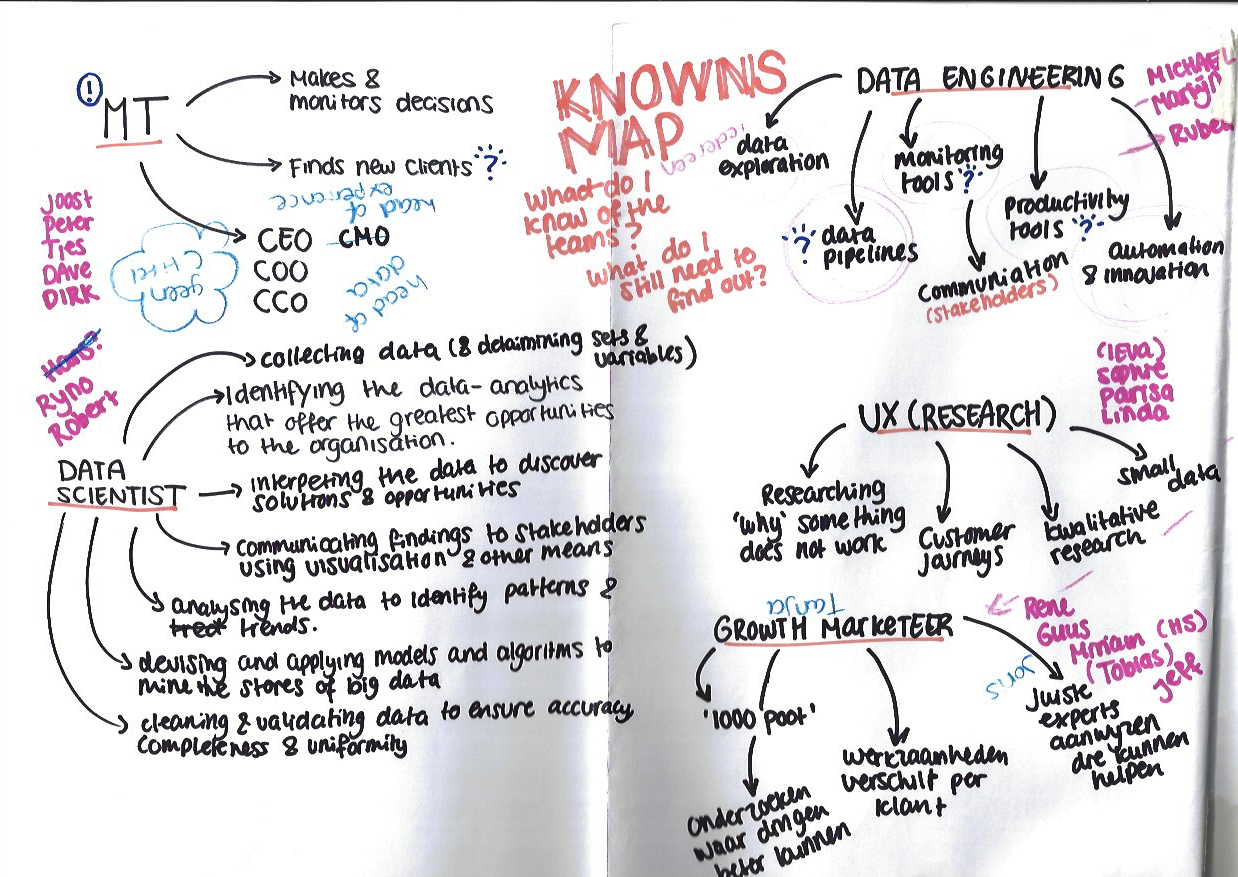 KNOWNS
MAP
What do I
know of the
teams?
What do I
still need to
find out?
!
MT
Makes &
monitors decisions
Finds new clients ?
head of
experience
CEO CMO
COO
CCO
head of
data
geen
Joost
Peter
Ties
DAVE
DIRK
Hans?
Ryno
Robert
DATA
SCIENTIST
collecting data (& detaimning sets &
variables)
Identifying the data-analytics
that offer the greatest opportunities
to the organisation.
interpeting the data to discover
solutions & opportunities
communicating findings to stakeholders
using visualisation & other means
analysing the data to identify patterns &
trends.
devising and applying models and algoritms to
mine the stores of big data
cleaning & validating data to ensure accuracy
completeness & uniformity
DATA ENGINEERING
MICHAEL
Martijn
Ruben
iedereen
data
exploration
? data
pipelines
monitoring
tools ?
communiation
(stakeholders)
Productivity
tools ?
automation
& innovation
UX (RESEARCH)
(IEVA)
Sophie
Parisa
Linda
Researching
'why' something
does not work
Customer
journeys
kwalitative
research
small
data
Tanja
GROWTH MARKETEER
Rene
Guus
Mirriam (HS)
(Tobias)
Jeff
Joris
'1000 poot'
onderzoeken
waar dingen
beter kunnen
werkzaamheden
verschilt per
klant
Juiste
experts
aanwijzen
die kunnen
helpen